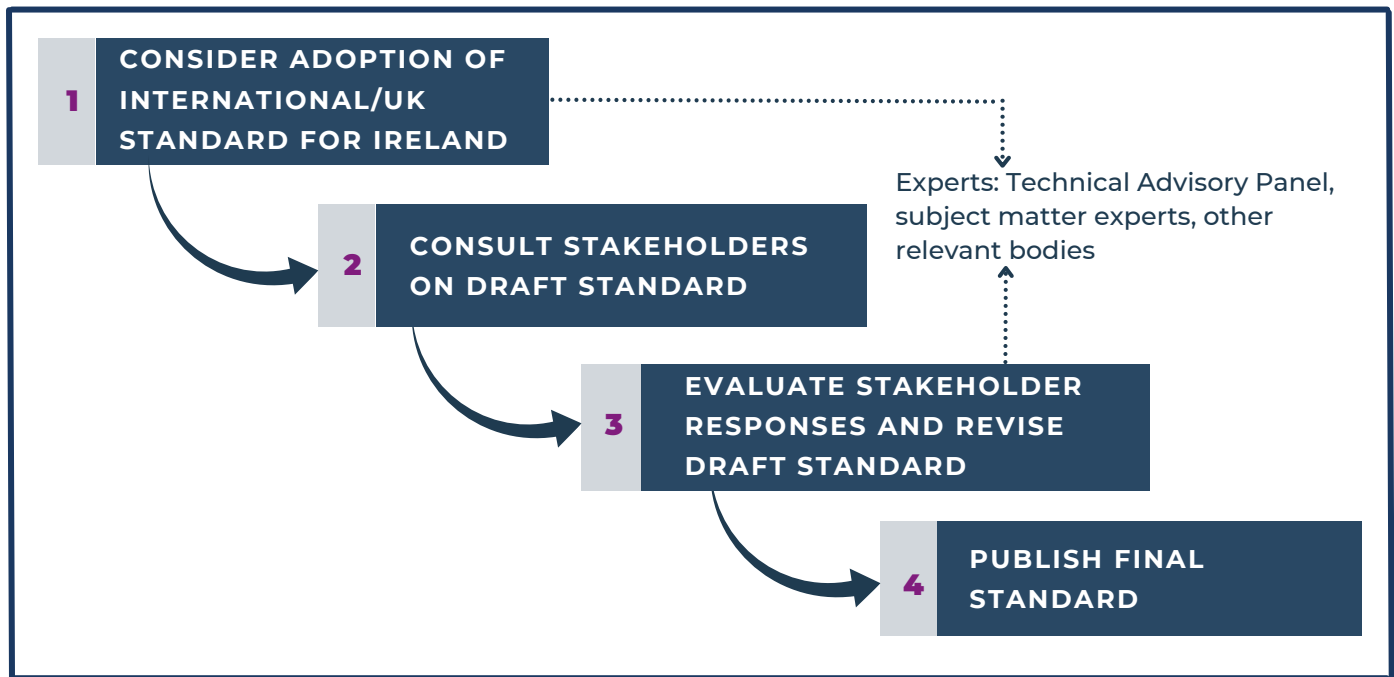 1
CONSIDER ADOPTION OF
INTERNATIONAL/UK
STANDARD FOR IRELAND
Experts: Technical Advisory Panel,
subject matter experts, other
relevant bodies
2
CONSULT STAKEHOLDERS
ON DRAFT STANDARD
3
EVALUATE STAKEHOLDER
RESPONSES AND REVISE
DRAFT STANDARD
4
PUBLISH FINAL
STANDARD